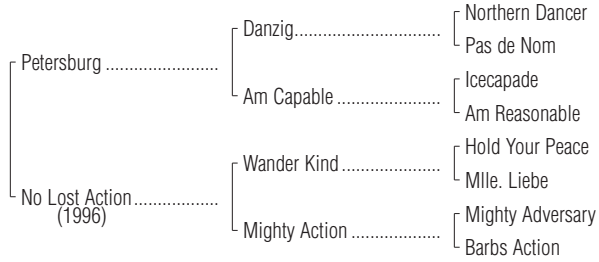 Northern Dancer
Danzig................................
Pas de Nom
Petersburg ........................
Icecapade
Am Capable .......................
Am Reasonable
Hold Your Peace
Wander Kind......................
Mlle. Liebe
No Lost Action..................
(1996)
Mighty Adversary
Mighty Action ....................
Barbs Action